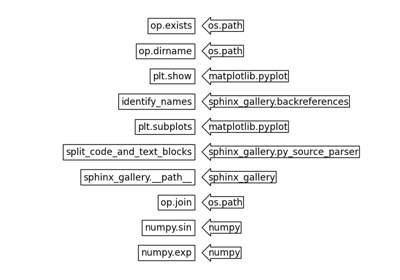 op.exists os.path
op.dirname os.path
plt.show matplotlib.pyplot
identify_names sphinx_gallery.backreferences
plt.subplots matplotlib.pyplot
split_code_and_text_blocks sphinx_gallery.py_source_parser
sphinx_gallery.__path__ sphinx_gallery
op.join os.path
numpy.sin numpy
numpy.exp numpy